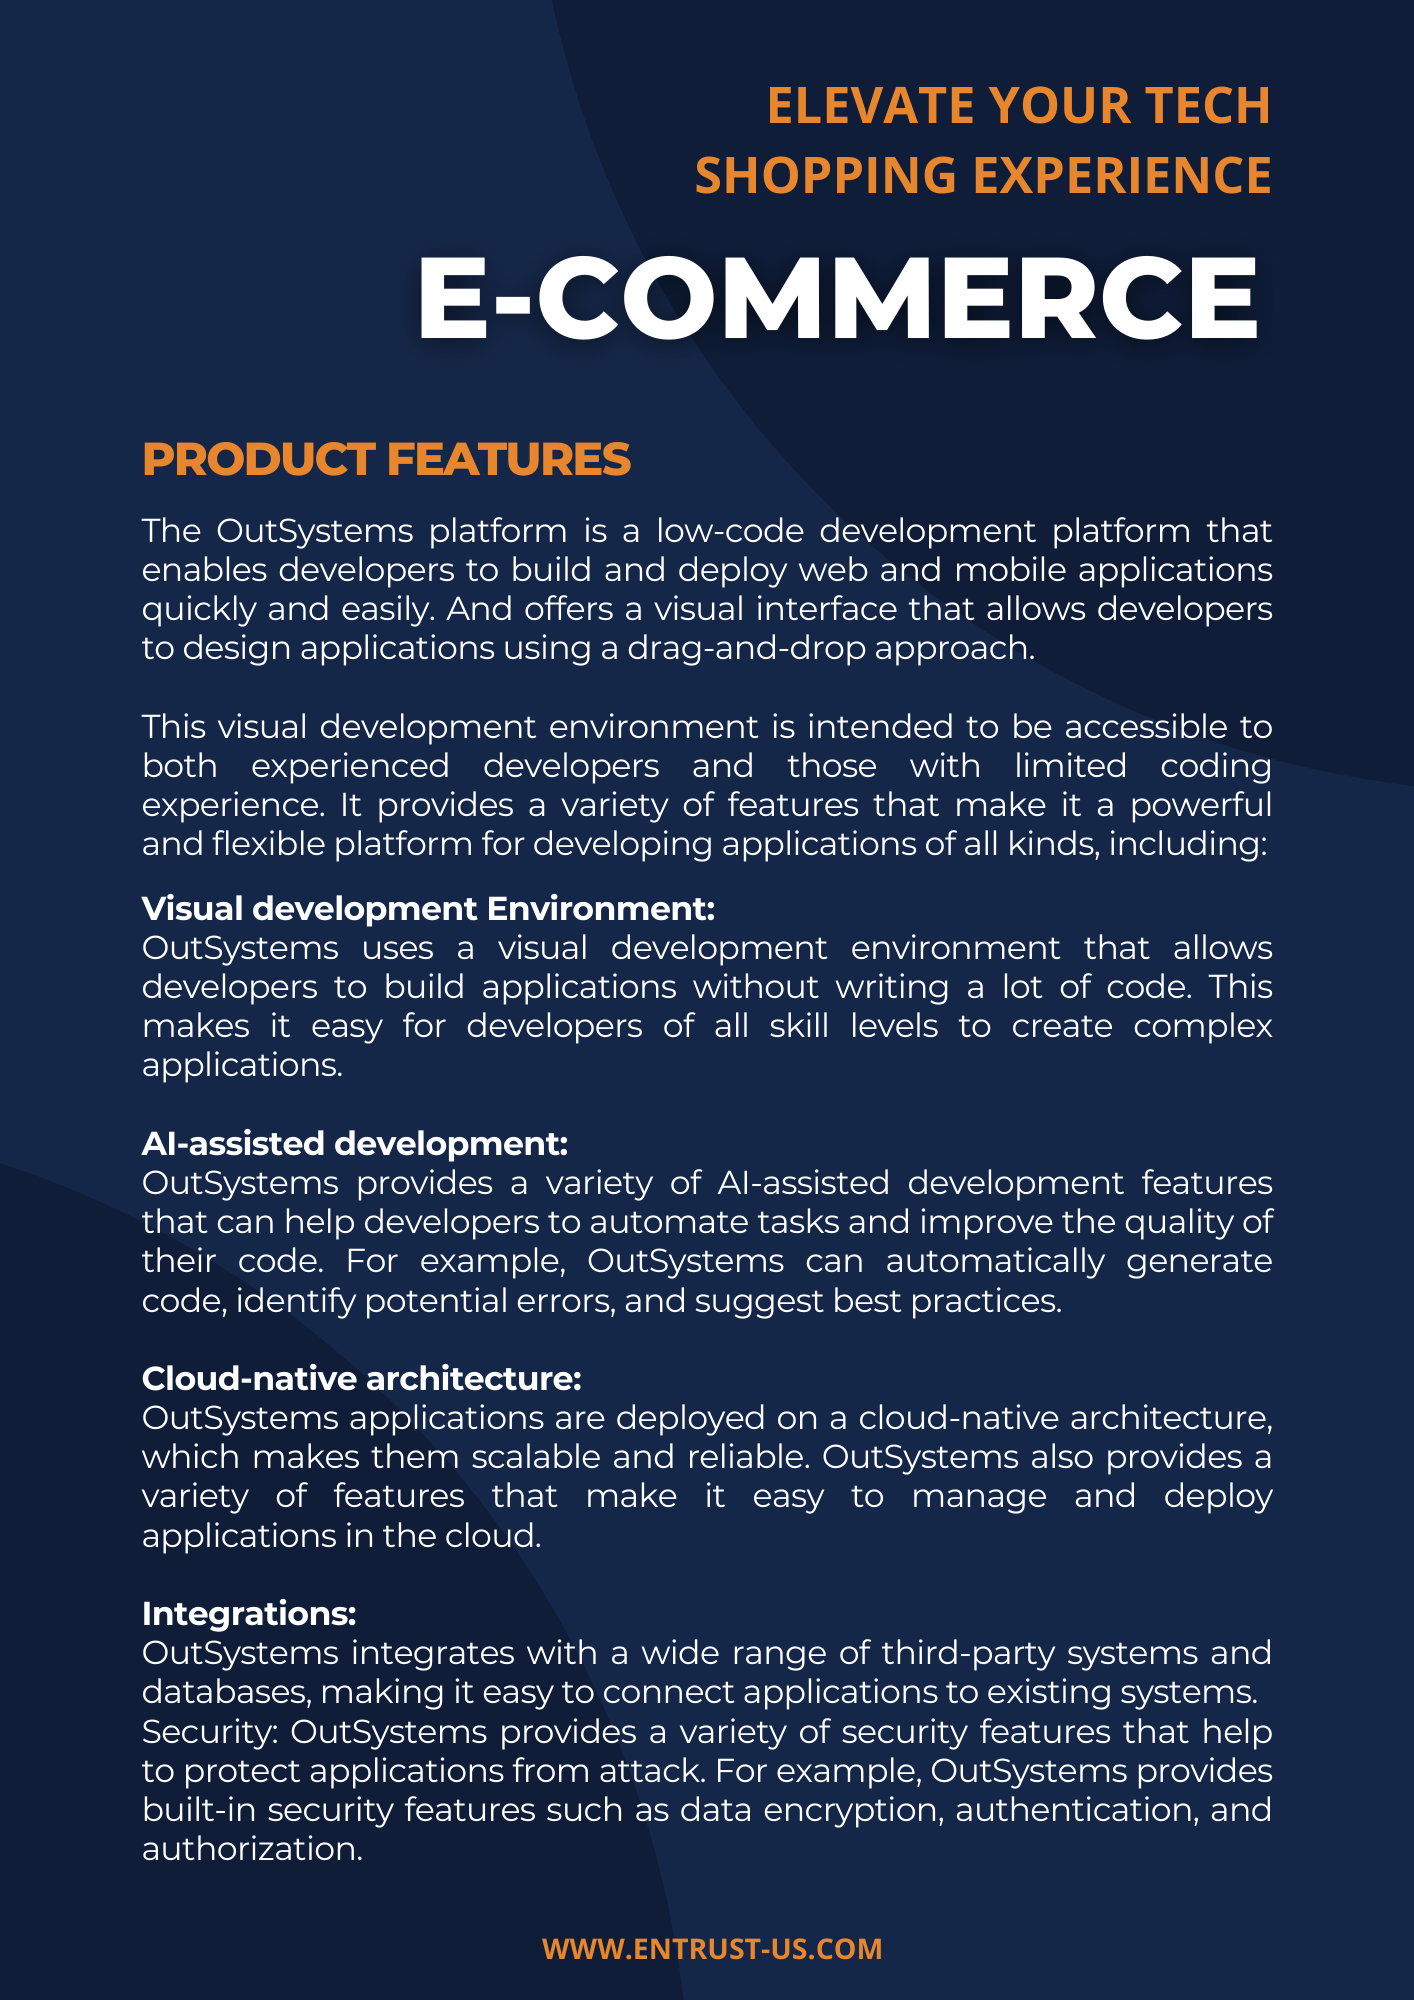 ELEVATE YOUR TECH
SHOPPING EXPERIENCE
E-COMMERCE
PRODUCT FEATURES
The OutSystems platform is a low-code development platform that
enables developers to build and deploy web and mobile applications
quickly and easily. And offers a visual interface that allows developers
to design applications using a drag-and-drop approach.
This visual development environment is intended to be accessible to
both experienced developers and those with limited coding
experience. It provides a variety of features that make it a powerful
and flexible platform for developing applications of all kinds, including:
Visual development Environment:
OutSystems uses a visual development environment that allows
developers to build applications without writing a lot of code. This
makes it easy for developers of all skill levels to create complex
applications.
AI-assisted development:
OutSystems provides a variety of AI-assisted development features
that can help developers to automate tasks and improve the quality of
their code. For example, OutSystems can automatically generate
code, identify potential errors, and suggest best practices.
Cloud-native architecture:
OutSystems applications are deployed on a cloud-native architecture,
which makes them scalable and reliable. OutSystems also provides a
variety of features that make it easy to manage and deploy
applications in the cloud.
Integrations:
OutSystems integrates with a wide range of third-party systems and
databases, making it easy to connect applications to existing systems.
Security: OutSystems provides a variety of security features that help
to protect applications from attack. For example, OutSystems provides
built-in security features such as data encryption, authentication, and
authorization.
WWW.ENTRUST-US.COM